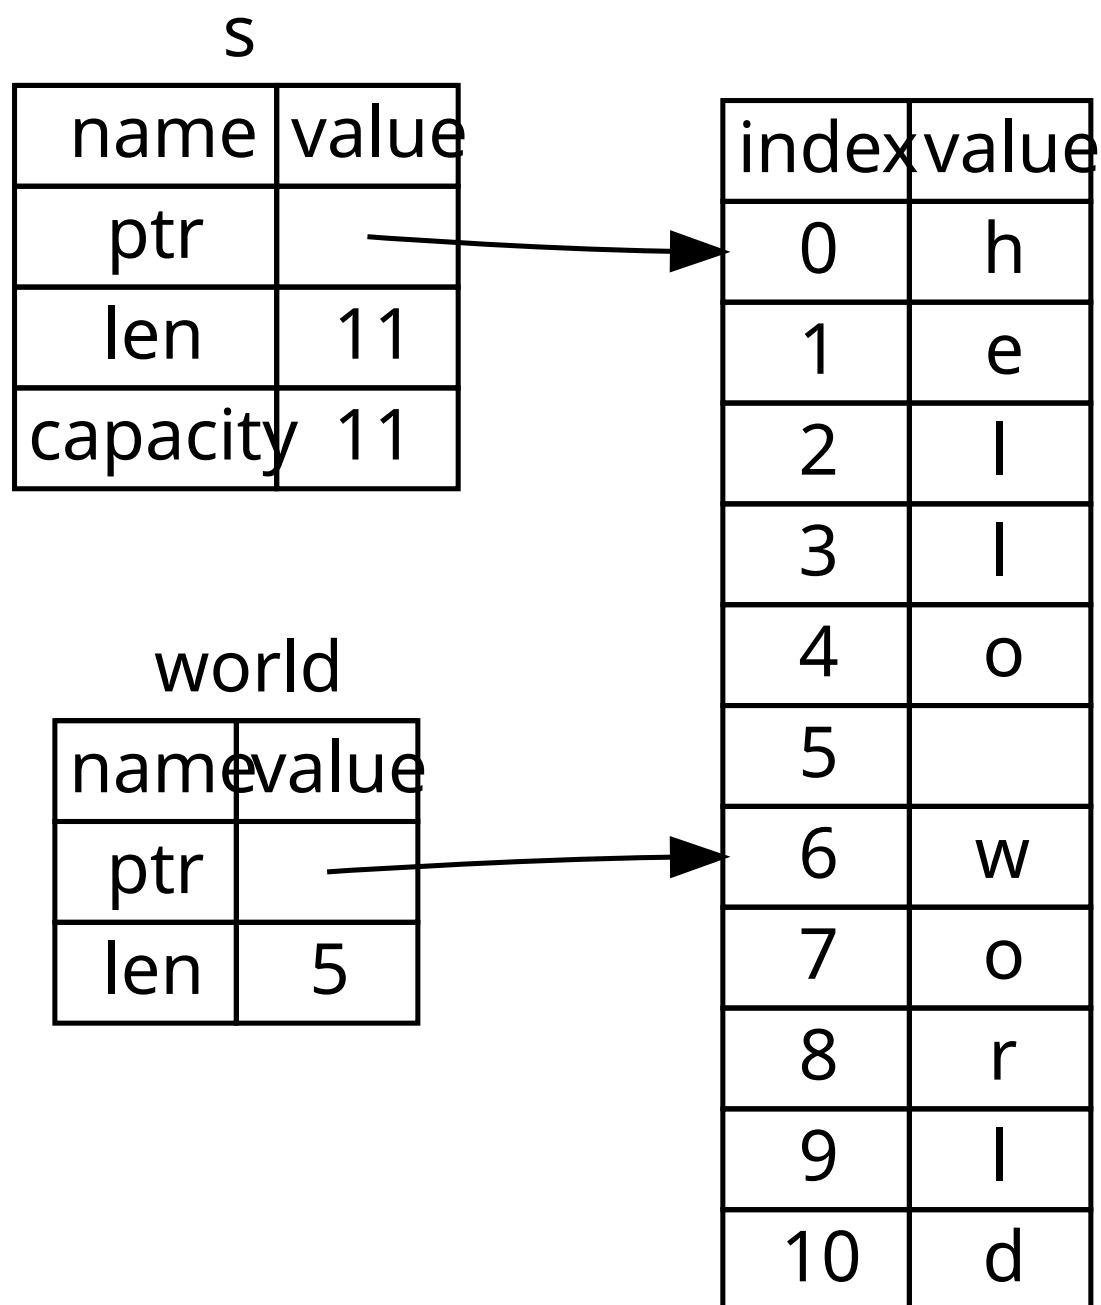 s
name value
ptr
len 11
capacity 11
world
name value
ptr
len 5
index value
0 h
1 e
2 l
3 l
4 o
5
6 w
7 o
8 r
9 l
10 d